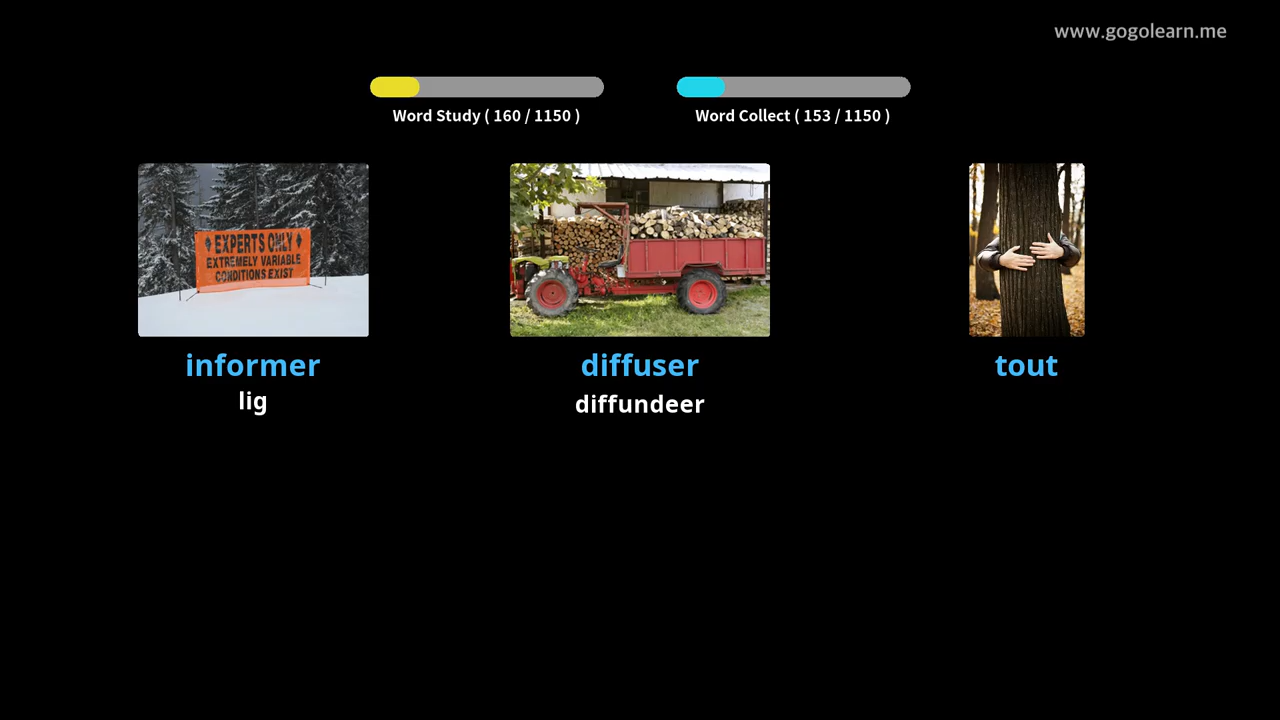 www.gogolearn.me
Word Study ( 160 / 1150 )
Word Collect ( 153 / 1150 )
EXPERTS ONLY
EXTREMELY VARIABLE
CONDITIONS EXIST
informer
lig
diffuser
diffundeer
tout